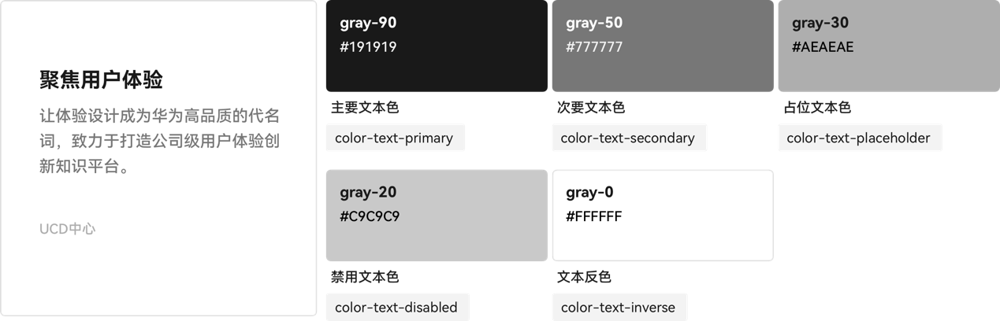 聚焦用户体验
让体验设计成为华为高品质的代名
词，致力于打造公司级用户体验创
新知识平台。
UCD中心
gray-90
#191919
主要文本色
color-text-primary
gray-50
#777777
次要文本色
color-text-secondary
gray-30
#AEAEAE
占位文本色
color-text-placeholder
gray-20
#C9C9C9
禁用文本色
color-text-disabled
gray-0
#FFFFFF
文本反色
color-text-inverse